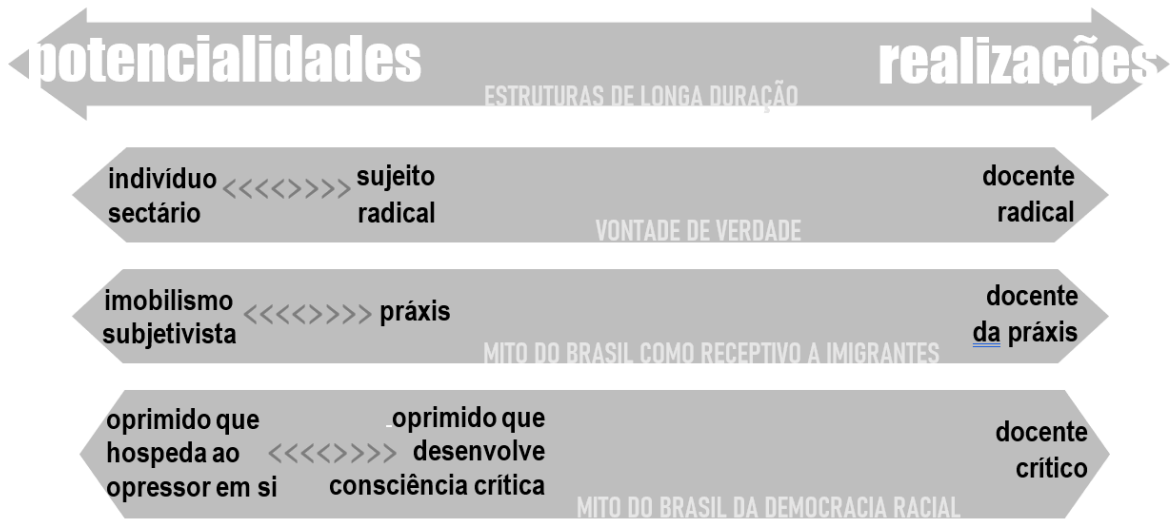 potencialidades realizações
ESTRUTURAS DE LONGA DURAÇÃO
indivíduo <<<<>>>> sujeito docente
sectário radical radical
VONTADE DE VERDADE
imobilismo <<<<>>>> práxis docente
subjetivista da práxis
MITO DO BRASIL COMO RECEPTIVO A IMIGRANTES
oprimido que oprimido que docente
hospeda ao <<<<>>>> desenvolve crítico
opressor em si consciência crítica
MITO DO BRASIL DA DEMOCRACIA RACIAL